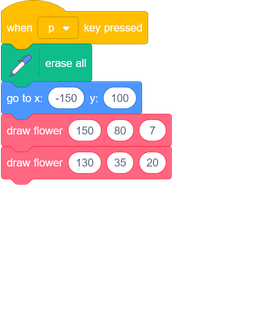 when p key pressed
erase all
go to x: -150 y: 100
draw flower 150 80 7
draw flower 130 35 20